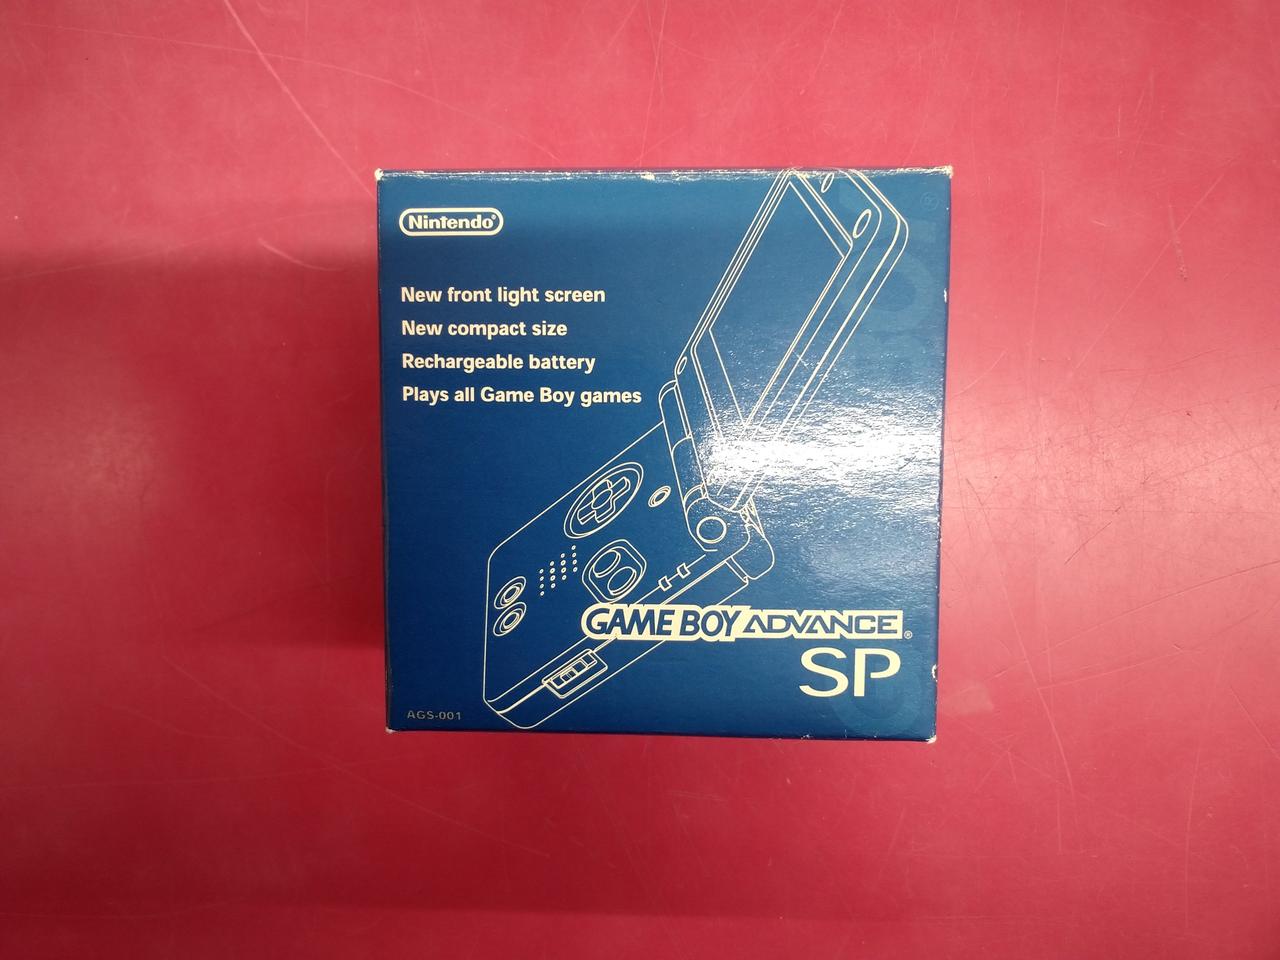 Nintendo®
New front light screen
New compact size
Rechargeable battery
Plays all Game Boy games
GAME BOY ADVANCE®
SP
AGS-001